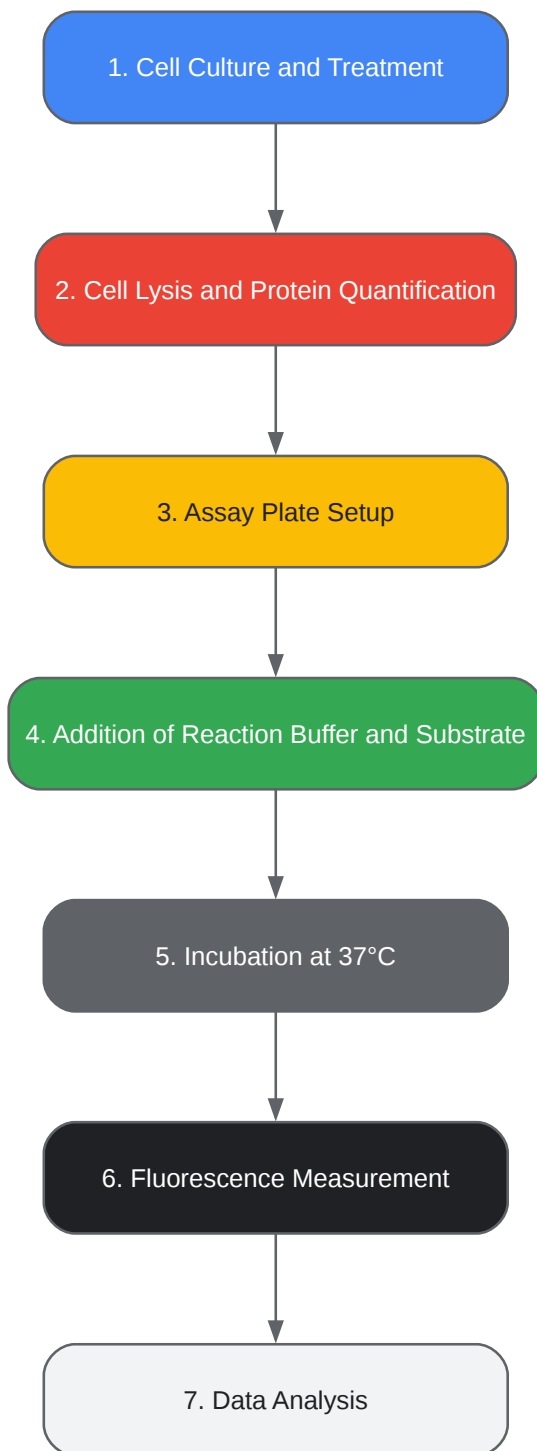 1. Cell Culture and Treatment
2. Cell Lysis and Protein Quantification
3. Assay Plate Setup
4. Addition of Reaction Buffer and Substrate
5. Incubation at 37°C
6. Fluorescence Measurement
7. Data Analysis